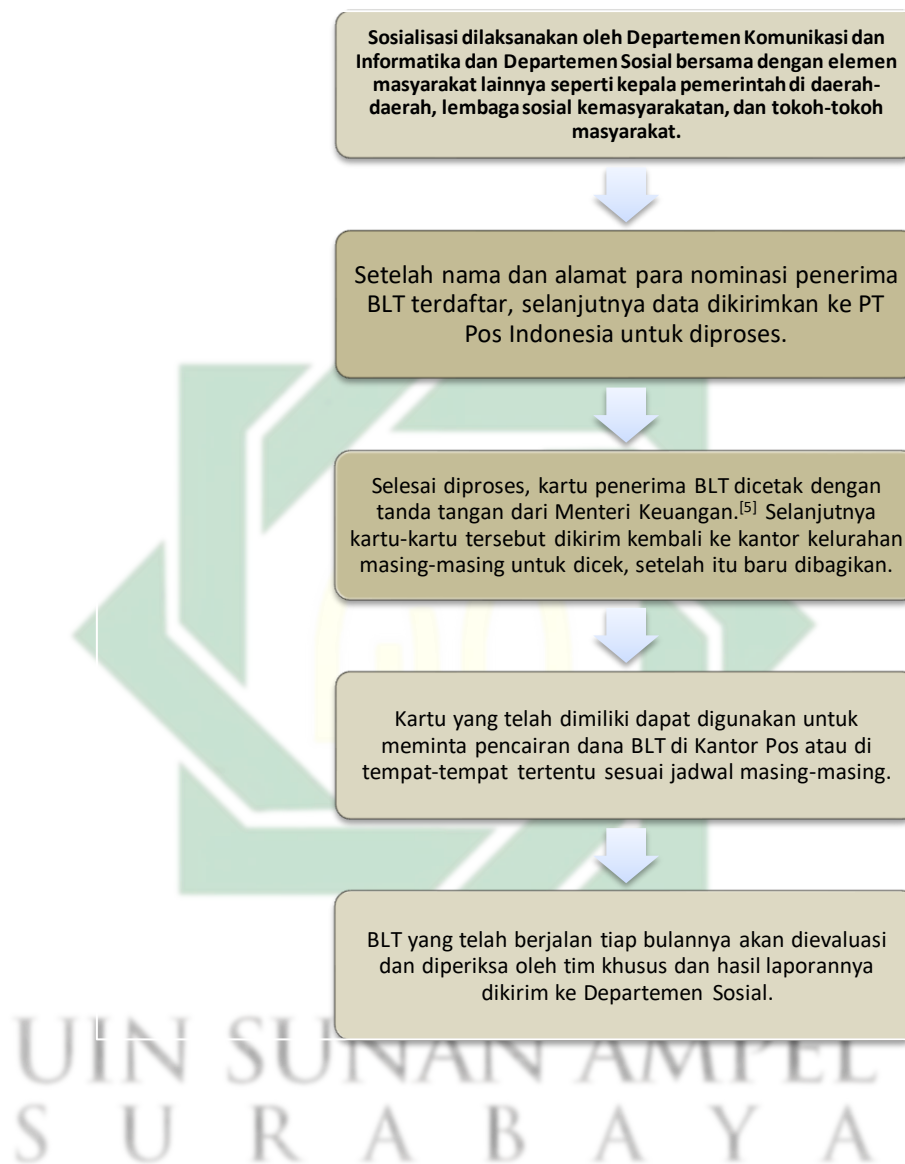 Sosialisasi dilaksanakan oleh Departemen Komunikasi dan
Informatika dan Departemen Sosial bersama dengan elemen
masyarakat lainnya seperti kepala pemerintah di daerah-
daerah, lembaga sosial kemasyarakatan, dan tokoh-tokoh
masyarakat.
Setelah nama dan alamat para nominasi penerima
BLT terdaftar, selanjutnya data dikirimkan ke PT
Pos Indonesia untuk diproses.
Selesai diproses, kartu penerima BLT dicetak dengan
tanda tangan dari Menteri Keuangan.[5] Selanjutnya
kartu-kartu tersebut dikirim kembali ke kantor kelurahan
masing-masing untuk dicek, setelah itu baru dibagikan.
Kartu yang telah dimiliki dapat digunakan untuk
meminta pencairan dana BLT di Kantor Pos atau di
tempat-tempat tertentu sesuai jadwal masing-masing.
BLT yang telah berjalan tiap bulannya akan dievaluasi
dan diperiksa oleh tim khusus dan hasil laporannya
dikirim ke Departemen Sosial.
UIN SUNAN AMPEL
SURABAYA